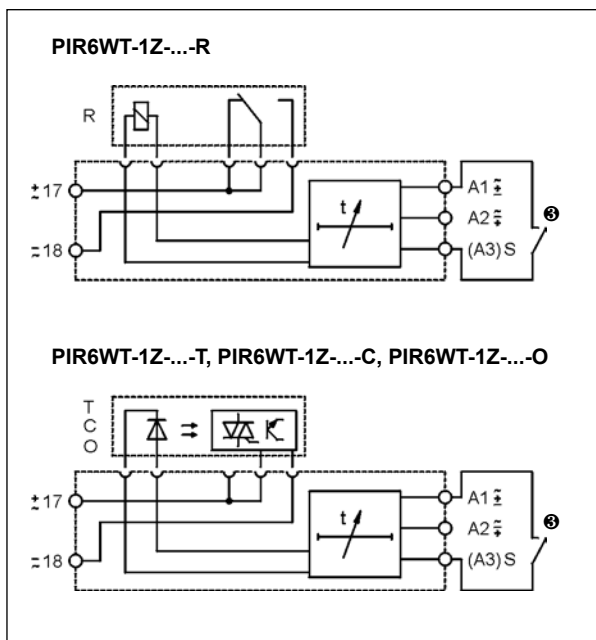 PIR6WT-1Z-...-R
R
17
18
t
A1
A2
(A3) S
❸
PIR6WT-1Z-...-T, PIR6WT-1Z-...-C, PIR6WT-1Z-...-O
T
C
O
17
18
t
A1
A2
(A3) S
❸